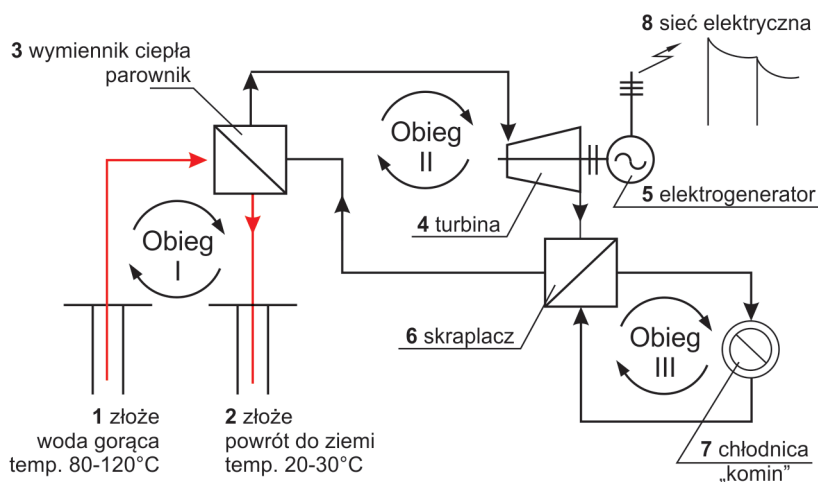 8 sieć elektryczna
3 wymiennik ciepła
parownik
Obieg
II
5 elektrogenerator
4 turbina
Obieg
I
6 skraplacz
Obieg
III
1 złoże
woda gorąca
temp. 80-120°C
2 złoże
powrót do ziemi
temp. 20-30°C
7 chłodnica
„komin”